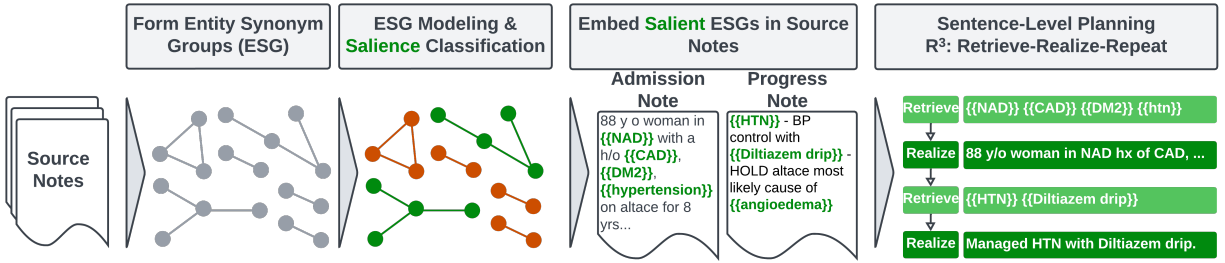 Form Entity Synonym
Groups (ESG)
ESG Modeling &
Salience Classification
Embed Salient ESGs in Source
Notes
Sentence-Level Planning
R³: Retrieve-Realize-Repeat
Source
Notes
Admission
Note
88 y o woman in
{{NAD}} with a
h/o {{CAD}},
{{DM2}},
{{hypertension}}
on altace for 8
yrs...
Progress
Note
{{HTN}} - BP
control with
{{Diltiazem drip}} -
HOLD altace most
likely cause of
{{angioedema}}
Retrieve {{NAD}} {{CAD}} {{DM2}} {{htn}}
Realize 88 y/o woman in NAD hx of CAD, ...
Retrieve {{HTN}} {{Diltiazem drip}}
Realize Managed HTN with Diltiazem drip.